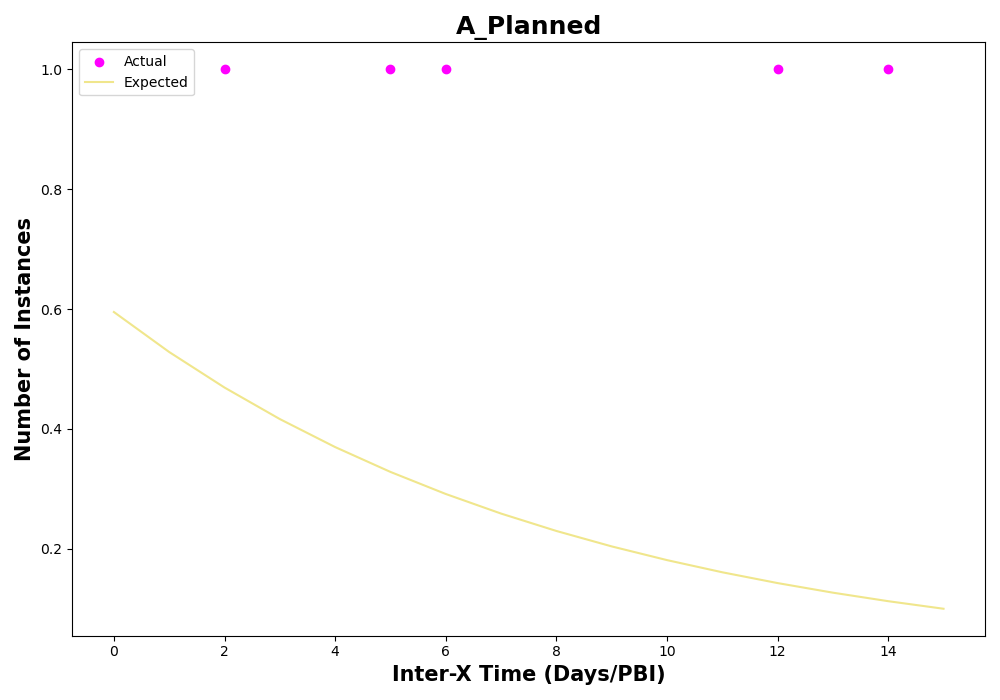 A_Planned
Actual
Expected
1.0
0.8
0.6
0.4
0.2
Number of Instances
0 2 4 6 8 10 12 14
Inter-X Time (Days/PBI)